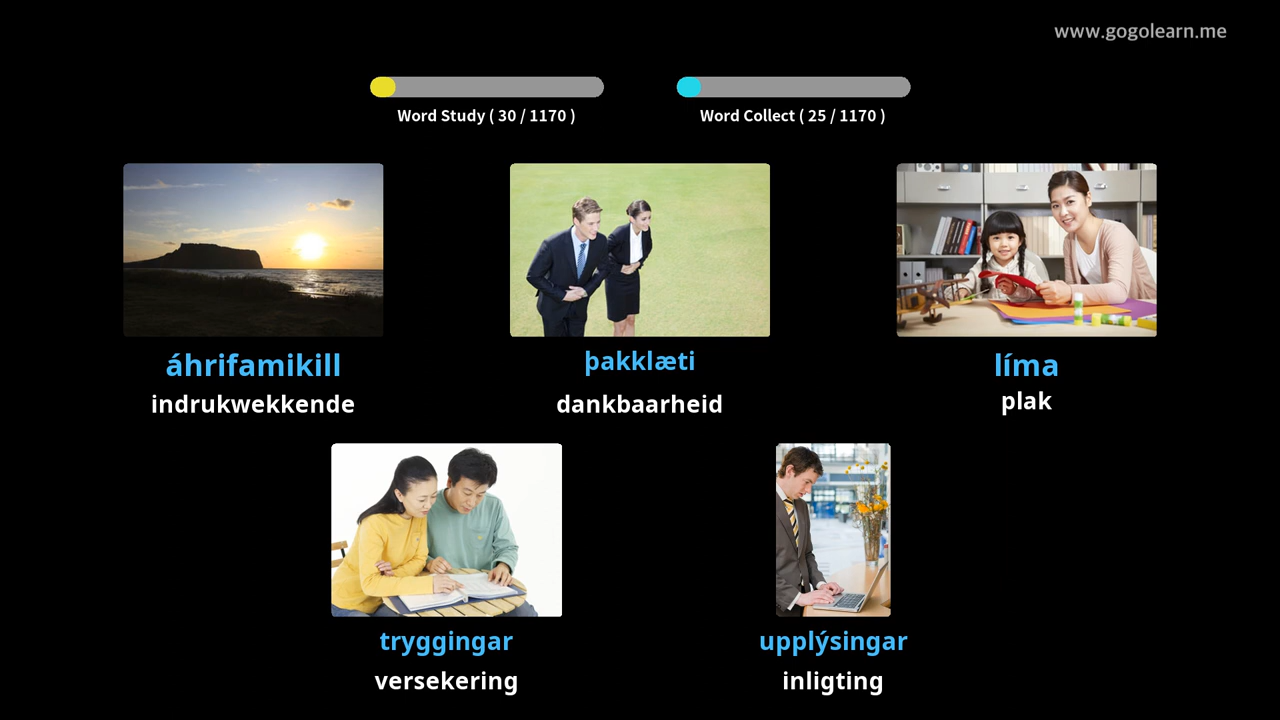 www.gogolearn.me
Word Study ( 30 / 1170 )
Word Collect ( 25 / 1170 )
áhrifamikill
indrukwekkende
þakklæti
dankbaarheid
líma
plak
tryggingar
versekering
upplýsingar
inligting